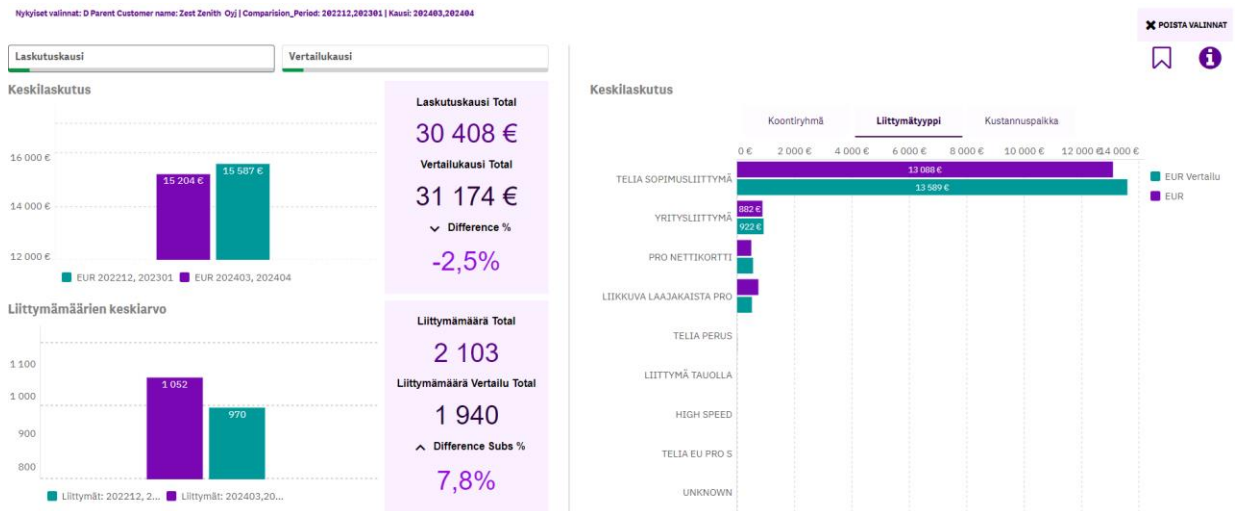 Nykyiset valinnat: D Parent Customer name: Zest Zenith Oyj | Comparision_Period: 202212,202301 | Kausi: 202403,202404
POISTA VALINNAT
Laskutuskausi
Vertailukausi
Keskilaskutus
16 000 €
14 000 €
12 000 €
15 204 €
15 587 €
EUR 202212, 202301
EUR 202403, 202404
Laskutuskausi Total
30 408 €
Vertailukausi Total
31 174 €
Difference %
-2,5%
Liittymämäärien keskiarvo
1 100
1 000
900
800
1 052
970
Liittymät: 202212, 2...
Liittymät: 202403,20...
Liittymämäärä Total
2 103
Liittymämäärä Vertailu Total
1 940
Difference Subs %
7,8%
Keskilaskutus
Koontiryhmä
Liittymätyyppi
Kustannuspaikka
0 €
2 000 €
4 000 €
6 000 €
8 000 €
10 000 €
12 000 €
14 000 €
TELIA SOPIMUSLIITTYMÄ
13 088 €
13 589 €
YRITYSLIITTYMÄ
882 €
922 €
PRO NETTIKORTTI
LIIKKUVA LAAJAKAISTA PRO
TELIA PERUS
LIITTYMÄ TAUOLLA
HIGH SPEED
TELIA EU PRO S
UNKNOWN
EUR Vertailu
EUR